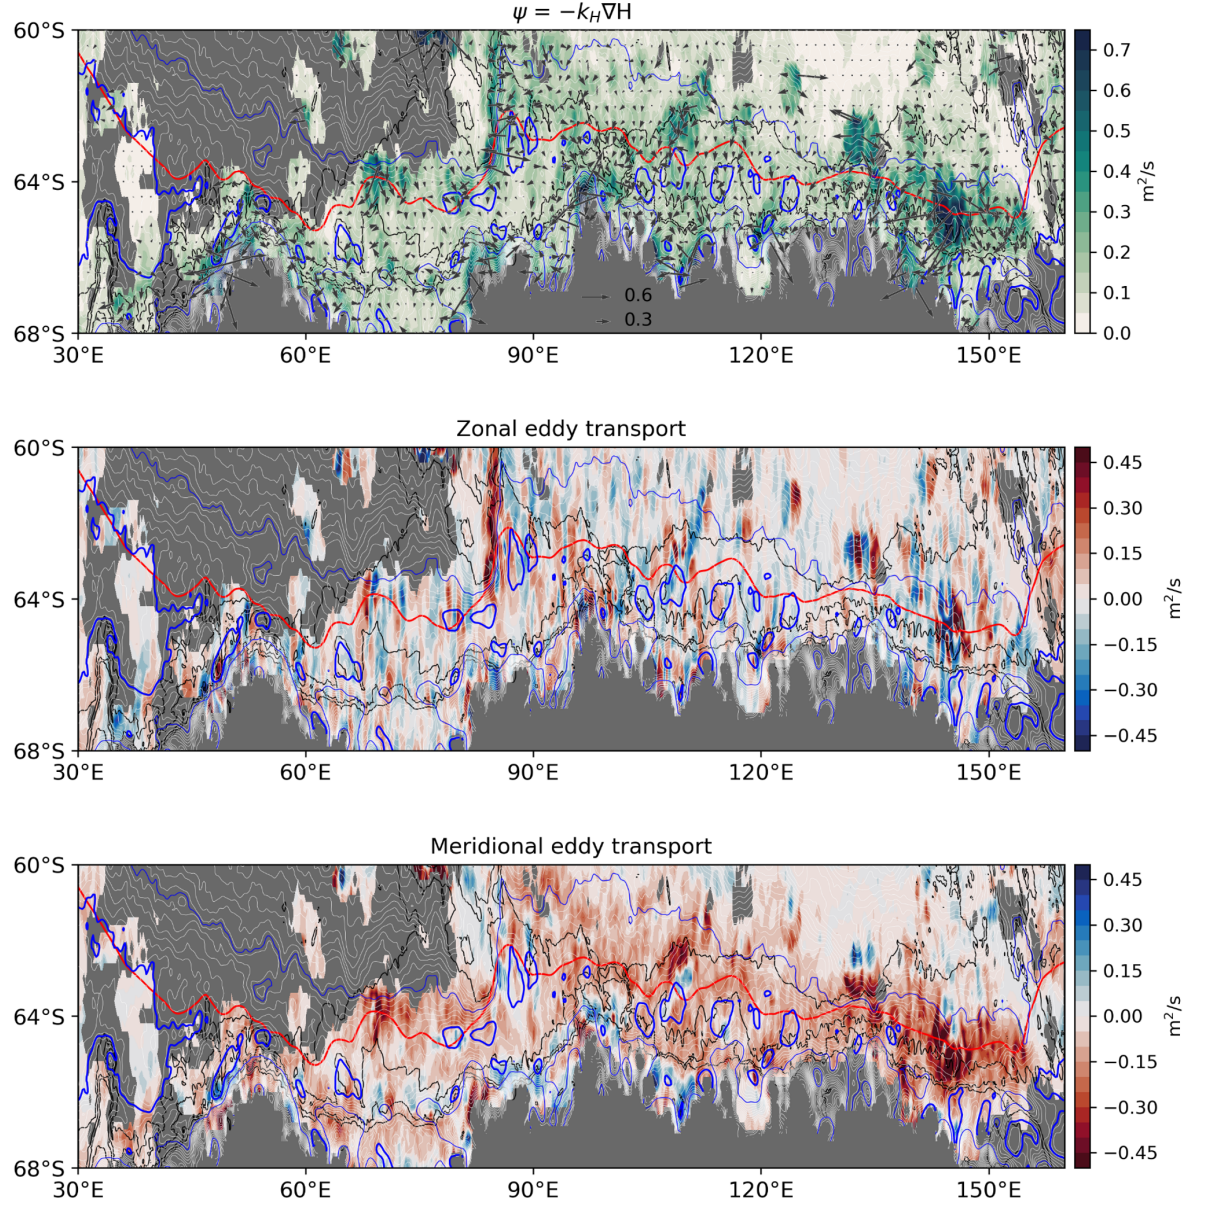 ψ = −k_H∇H
60°S
64°S
68°S
30°E 60°E 90°E 120°E 150°E
0.6
0.3
0.7
0.6
0.5
0.4
0.3
0.2
0.1
0.0
m²/s
Zonal eddy transport
60°S
64°S
68°S
30°E 60°E 90°E 120°E 150°E
0.45
0.30
0.15
0.00
−0.15
−0.30
−0.45
m²/s
Meridional eddy transport
60°S
64°S
68°S
30°E 60°E 90°E 120°E 150°E
0.45
0.30
0.15
0.00
−0.15
−0.30
−0.45
m²/s